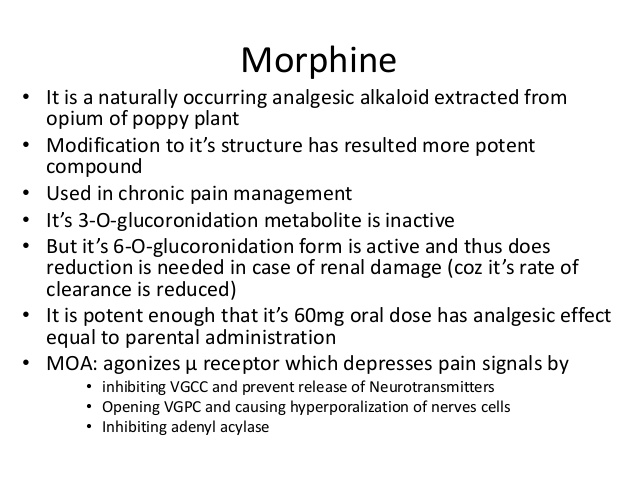 Morphine
• It is a naturally occurring analgesic alkaloid extracted from
opium of poppy plant
• Modification to it's structure has resulted more potent
compound
• Used in chronic pain management
• It's 3-O-glucoronidation metabolite is inactive
• But it's 6-O-glucoronidation form is active and thus does
reduction is needed in case of renal damage (coz it's rate of
clearance is reduced)
• It is potent enough that it's 60mg oral dose has analgesic effect
equal to parental administration
• MOA: agonizes µ receptor which depresses pain signals by
• inhibiting VGCC and prevent release of Neurotransmitters
• Opening VGPC and causing hyperporalization of nerves cells
• Inhibiting adenyl acylase